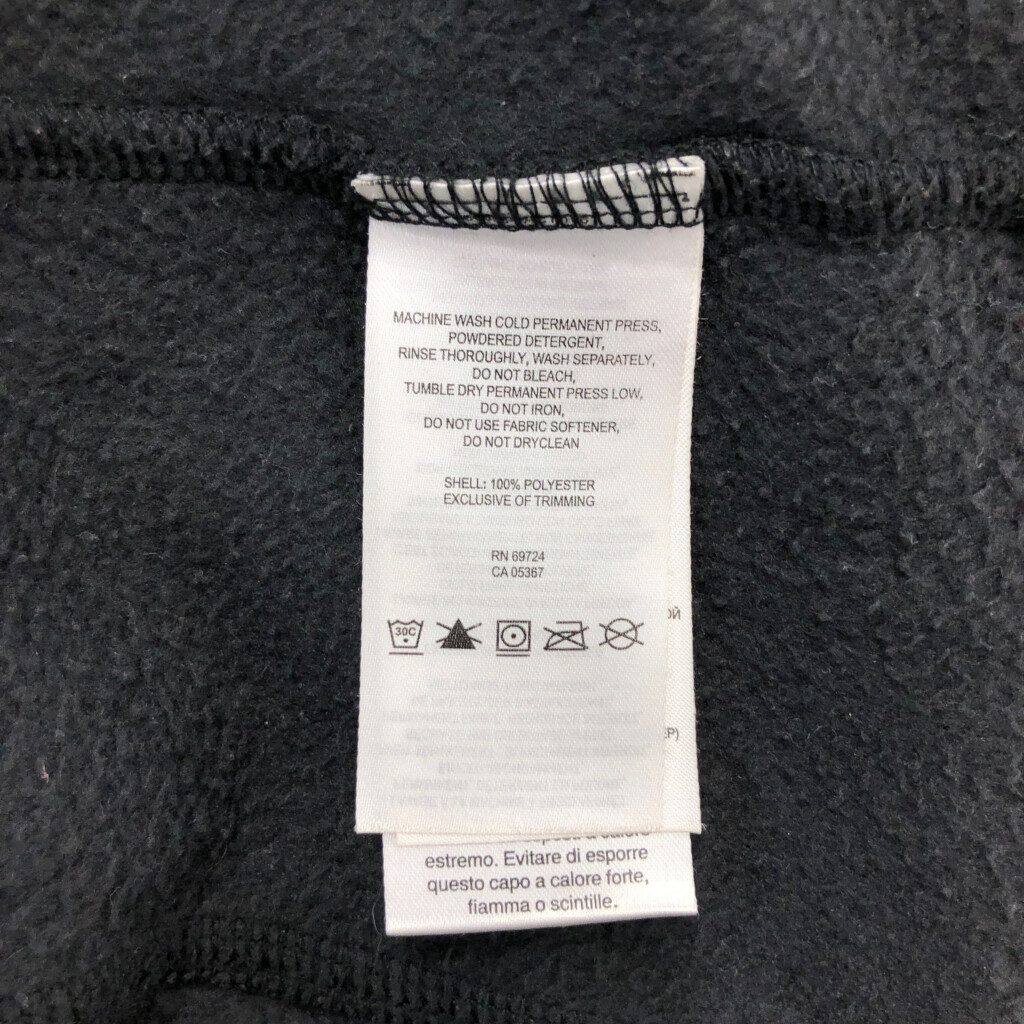 MACHINE WASH COLD PERMANENT PRESS,
POWDERED DETERGENT,
RINSE THOROUGHLY, WASH SEPARATELY,
DO NOT BLEACH,
TUMBLE DRY PERMANENT PRESS LOW,
DO NOT IRON,
DO NOT USE FABRIC SOFTENER,
DO NOT DRYCLEAN
SHELL: 100% POLYESTER
EXCLUSIVE OF TRIMMING
RN 69724
CA 05367
30C
estremo. Evitare di esporre
questo capo a calore forte,
fiamma o scintille.